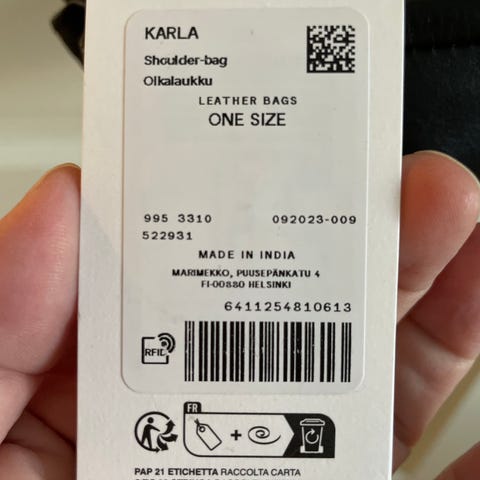 KARLA
Shoulder-bag
Olkalaukku
LEATHER BAGS
ONE SIZE
995 3310 092023-009
522931
MADE IN INDIA
MARIMEKKO, PUUSEPÄNKATU 4
FI-00880 HELSINKI
6411254810613
RFID
FR
PAP 21 ETICHETTA RACCOLTA CARTA